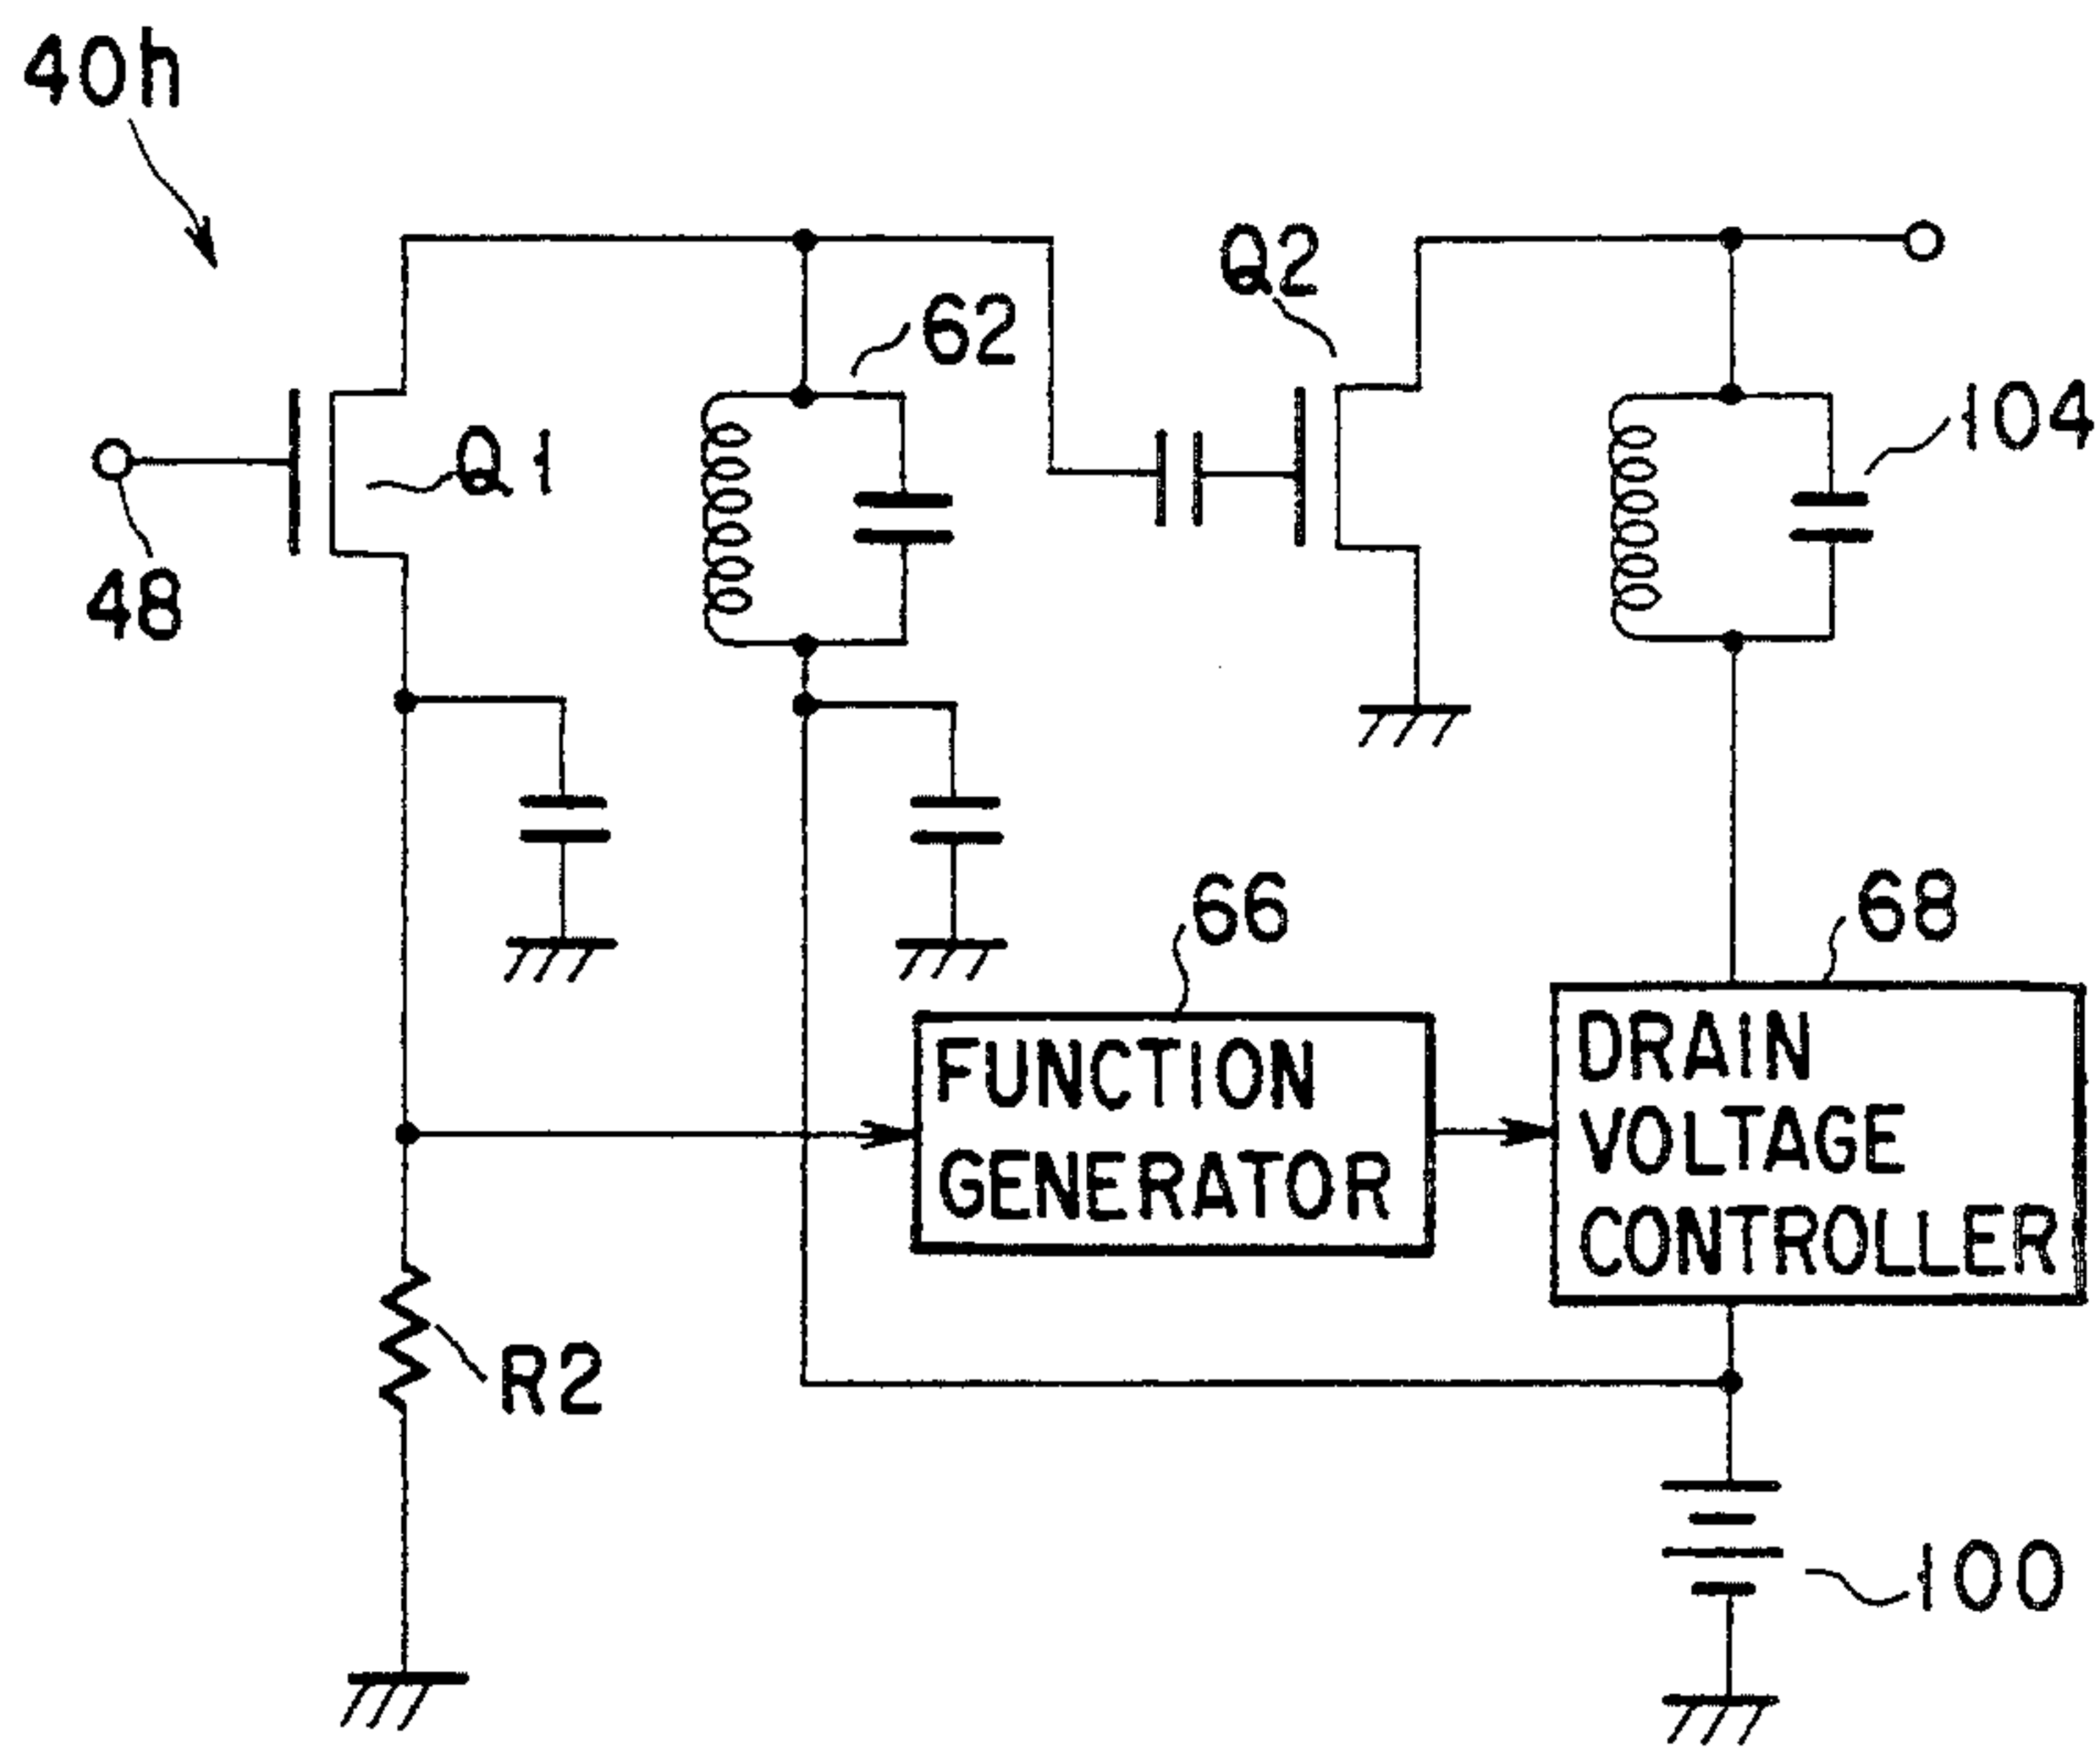 40h
Q2
62
104
Q1
48
66
68
FUNCTION
GENERATOR
DRAIN
VOLTAGE
CONTROLLER
R2
100